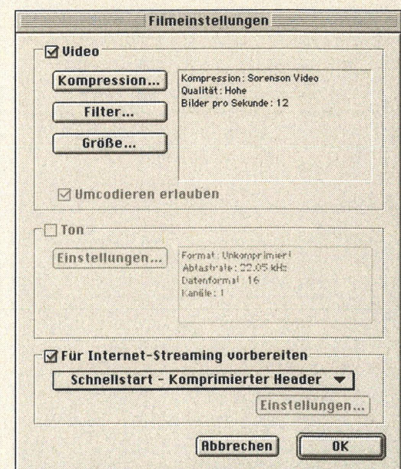 Filmeinstellungen
Video
Kompression...
Filter...
Größe...
Kompression: Sorenson Video
Qualität: Hohe
Bilder pro Sekunde: 12
Umcodieren erlauben
Ton
Einstellungen...
Format: Unkomprimiert
Abtastrate: 22.05 kHz
Datenformat: 16
Kanäle: 1
Für Internet-Streaming vorbereiten
Schnellstart - Komprimierter Header
Einstellungen...
Abbrechen
OK